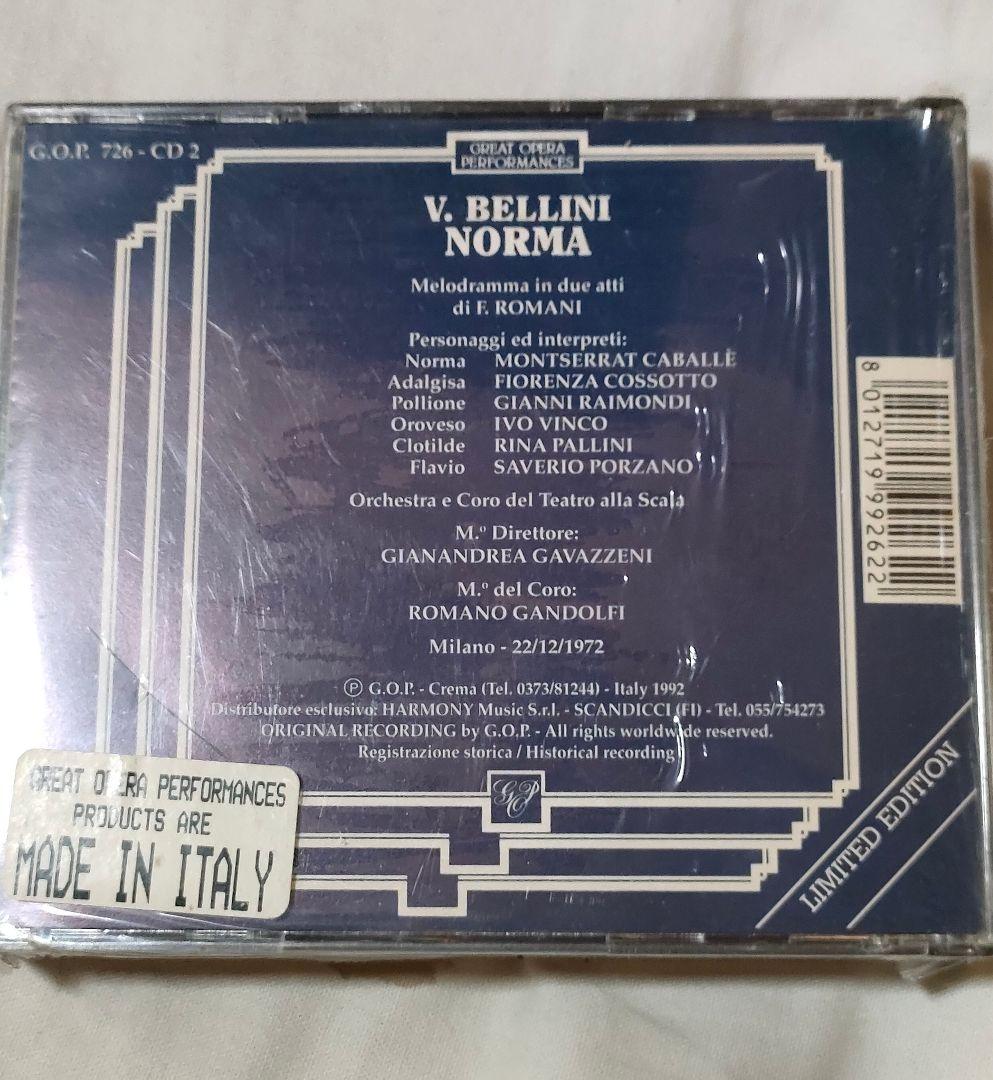 G.O.P. 726 - CD 2
GREAT OPERA
PERFORMANCES
V. BELLINI
NORMA
Melodramma in due atti
di F. ROMANI
Personaggi ed interpreti:
Norma MONTSERRAT CABALLÈ
Adalgisa FIORENZA COSSOTTO
Pollione GIANNI RAIMONDI
Oroveso IVO VINCO
Clotilde RINA PALLINI
Flavio SAVERIO PORZANO
Orchestra e Coro del Teatro alla Scala
M.º Direttore:
GIANANDREA GAVAZZENI
M.º del Coro:
ROMANO GANDOLFI
Milano - 22/12/1972
Ⓟ G.O.P. - Crema (Tel. 0373/81244) - Italy 1992
Distributore esclusivo: HARMONY Music S.r.l. - SCANDICCI (FI) - Tel. 055/754273
ORIGINAL RECORDING by G.O.P. - All rights worldwide reserved.
Registrazione storica / Historical recording
GOP
8 012719 992622
LIMITED EDITION
GREAT OPERA PERFORMANCES
PRODUCTS ARE
MADE IN ITALY